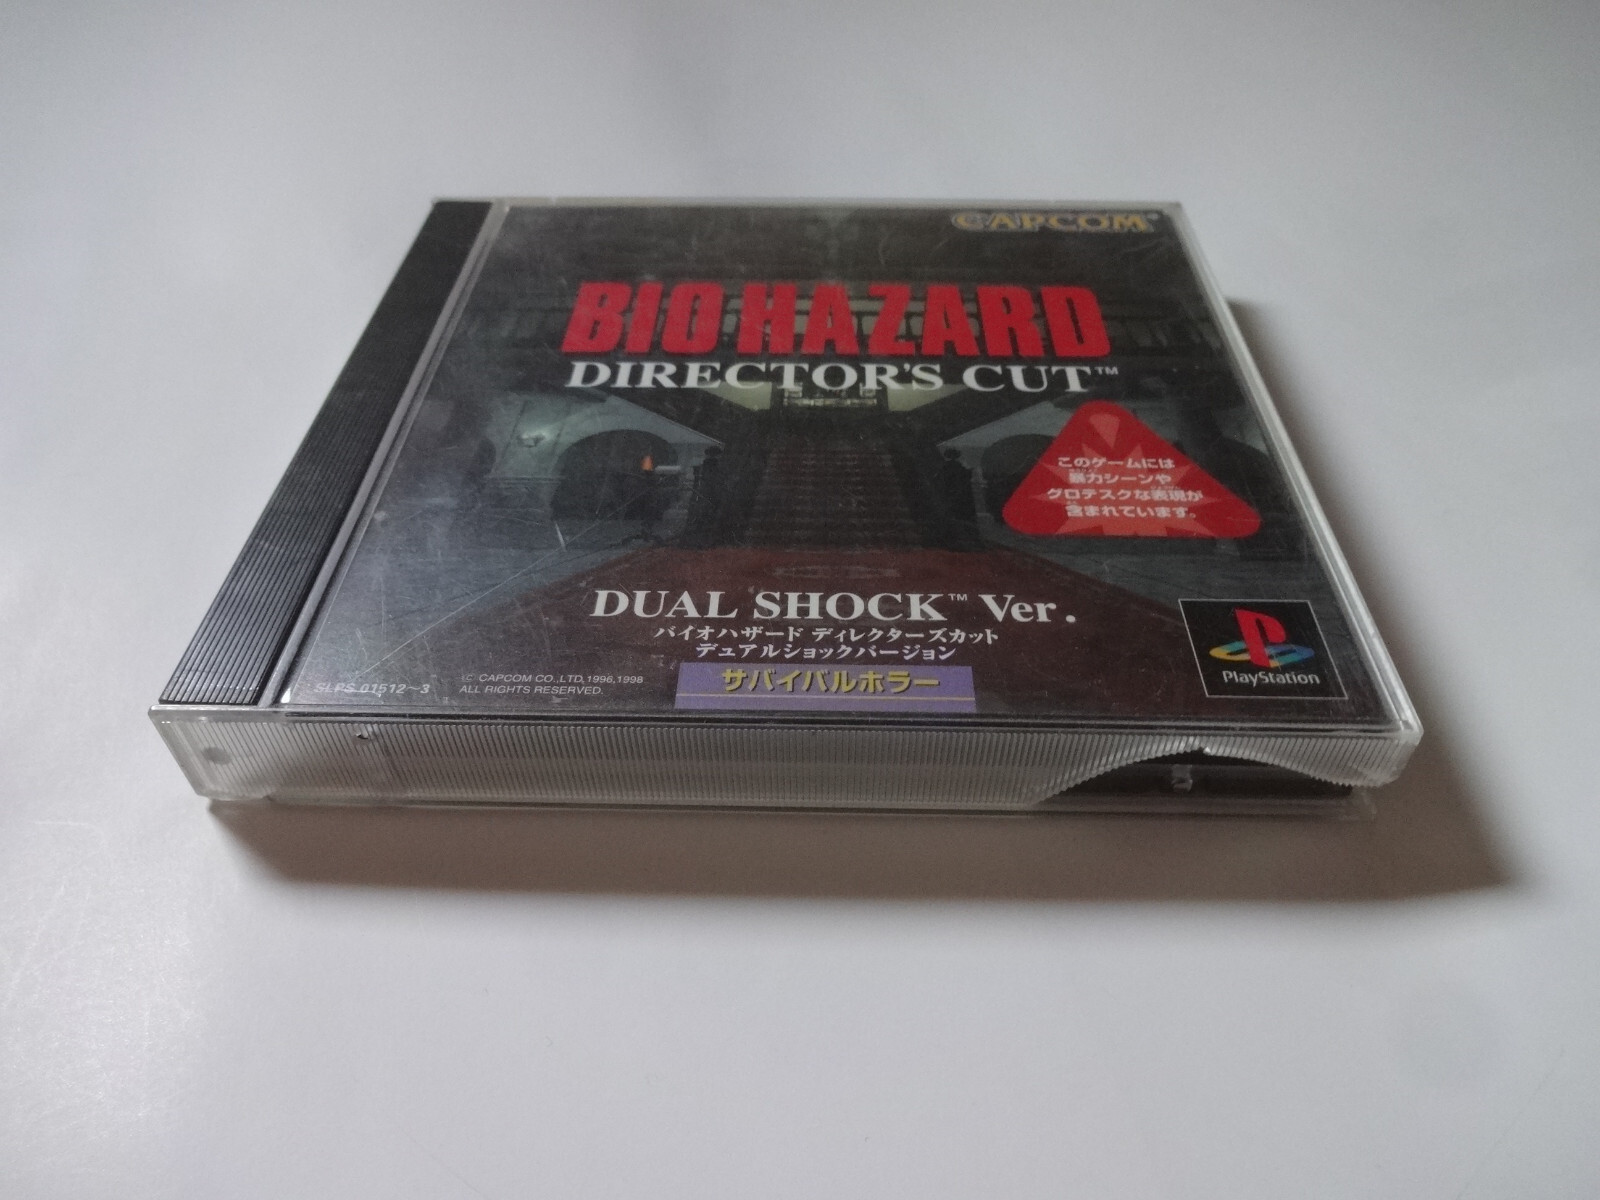 CAPCOM
BIOHAZARD
DIRECTOR'S CUT™
このゲームには
暴力シーンや
グロテスクな表現が
含まれています。
DUAL SHOCK™ Ver.
バイオハザード ディレクターズカット
デュアルショックバージョン
サバイバルホラー
SLPS 01512~3
© CAPCOM CO.,LTD,1996,1998
ALL RIGHTS RESERVED.
PlayStation